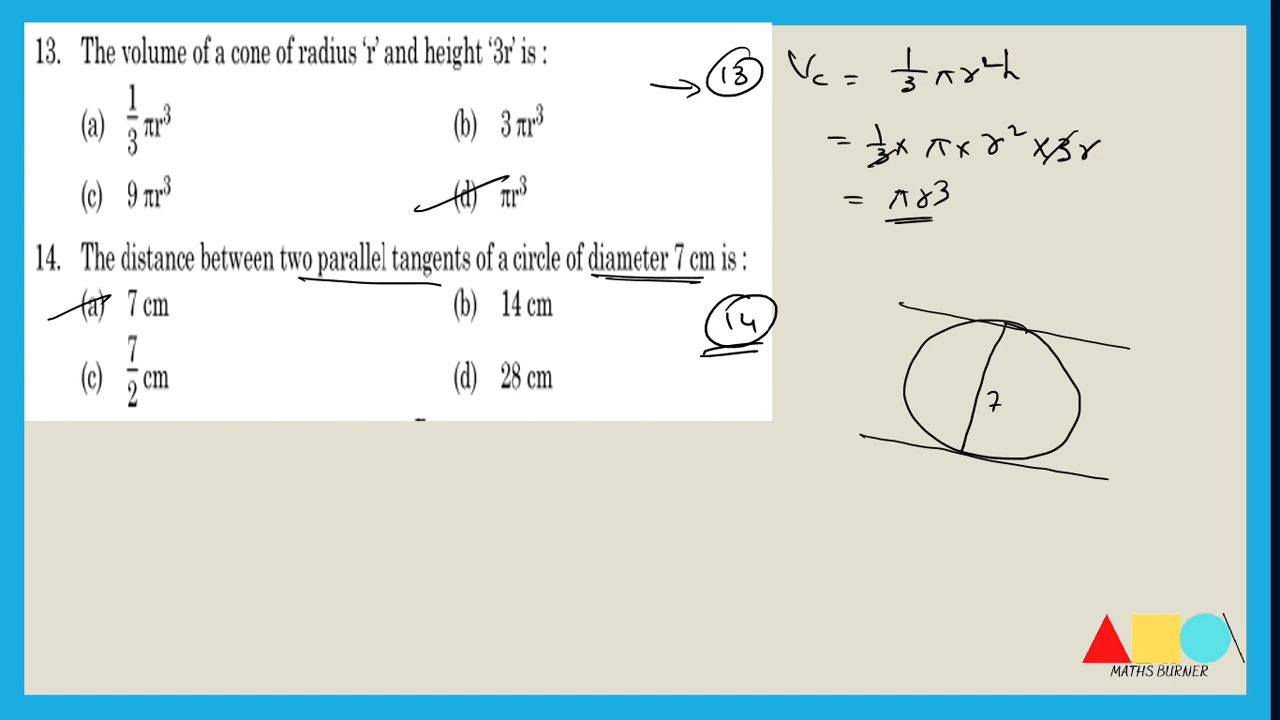 13. The volume of a cone of radius ‘r’ and height ‘3r’ is :
(a) 1/3 πr³ (b) 3 πr³
(c) 9 πr³ (d) πr³
14. The distance between two parallel tangents of a circle of diameter 7 cm is :
(a) 7 cm (b) 14 cm
(c) 7/2 cm (d) 28 cm
13
Vc = 1/3 πr²h
= 1/3 × π × r² × 3r
= πr3
14
7
MATHS BURNER